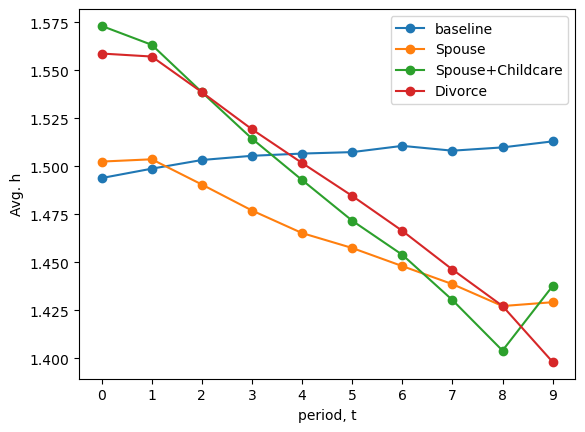 1.575
1.550
1.525
1.500
1.475
1.450
1.425
1.400
Avg. h
baseline
Spouse
Spouse+Childcare
Divorce
0 1 2 3 4 5 6 7 8 9
period, t